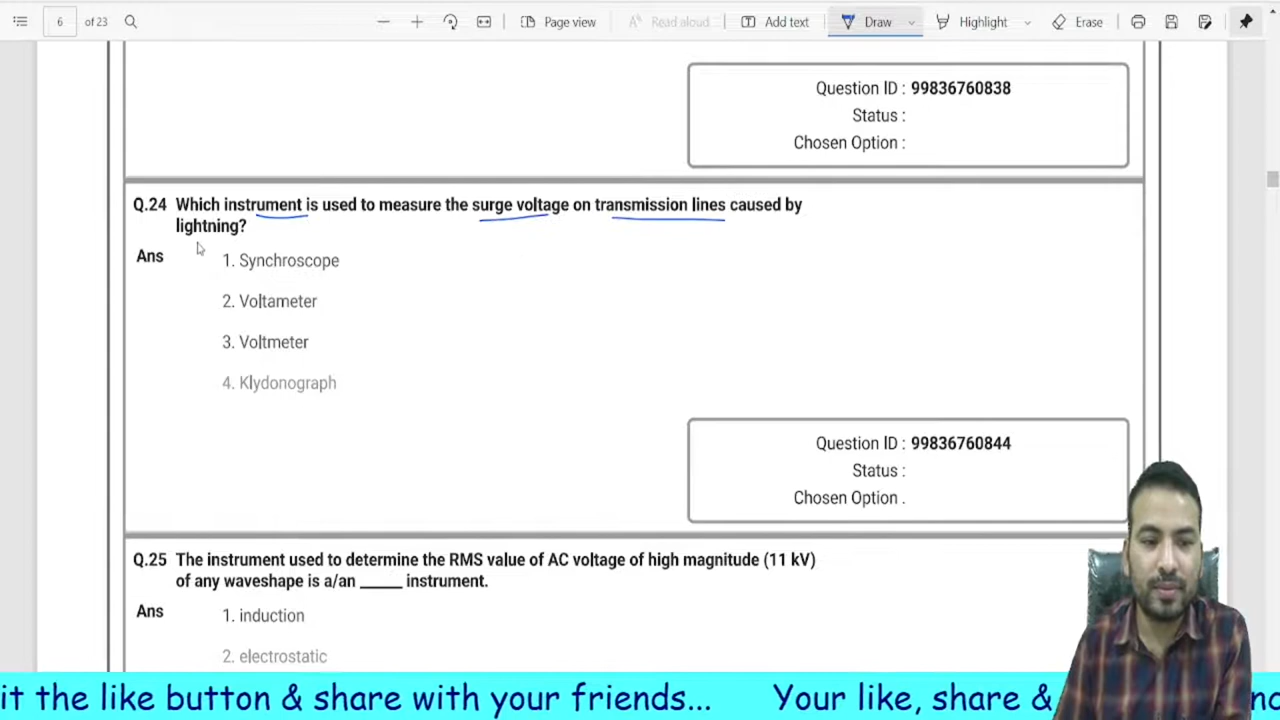 6 of 23 Page view Read aloud Add text Draw Highlight Erase
Question ID : 99836760838
Status :
Chosen Option :
Q.24 Which instrument is used to measure the surge voltage on transmission lines caused by
lightning?
Ans
1. Synchroscope
2. Voltameter
3. Voltmeter
4. Klydonograph
Question ID : 99836760844
Status :
Chosen Option .
Q.25 The instrument used to determine the RMS value of AC voltage of high magnitude (11 kV)
of any waveshape is a/an _____ instrument.
Ans
1. induction
2. electrostatic
it the like button & share with your friends... Your like, share &